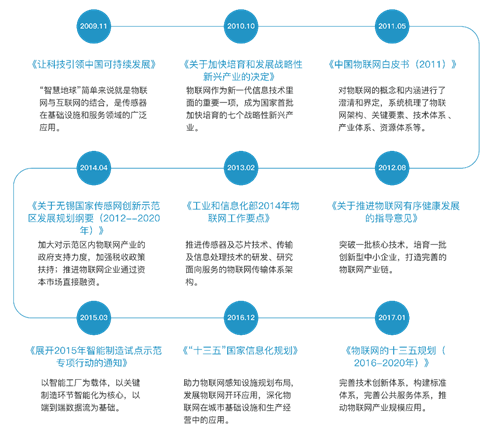 2009.11
2010.10
2011.05
《让科技引领中国可持续发展》
“智慧地球”简单来说就是物联
网与互联网的结合，是传感器
在基础设施和服务领域的广泛
应用。
《关于加快培育和发展战略性
新兴产业的决定》
物联网作为新一代信息技术里
面的重要一项，成为国家首批
加快培育的七个战略性新兴产
业。
《中国物联网白皮书（2011）》
对物联网的概念和内涵进行了
澄清和界定，系统梳理了物联
网架构、关键要素、技术体系、
产业体系、资源体系等。
2014.04
2013.02
2012.08
《关于无锡国家传感网创新示范
区发展规划纲要（2012--2020
年）》
加大对示范区内物联网产业的
政府支持力度，加强税收政策
扶持；推进物联网企业通过资
本市场直接融资。
《工业和信息化部2014年物
联网工作要点》
推进传感器及芯片技术、传输
及信息处理技术的研发、研究
面向服务的物联网传输体系架
构。
《关于推进物联网有序健康发展
的指导意见》
突破一批核心技术，培育一批
创新型中小企业，打造完善的
物联网产业链。
2015.03
2016.12
2017.01
《展开2015年智能制造试点示范
专项行动的通知》
以智能工厂为载体，以关键
制造环节智能化为核心，以
端到端数据流为基础。
《“十三五”国家信息化规划》
助力物联网感知设施规划布局，
发展物联网开环应用，深化物
联网在城市基础设施和生产经
营中的应用。
《物联网的十三五规划（
2016-2020年）》
完善技术创新体系，构建标准
体系，完善公共服务体系，推
动物联网产业规模应用。